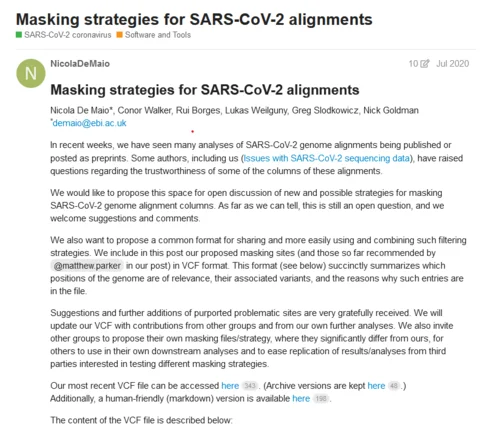 Masking strategies for SARS-CoV-2 alignments
SARS-CoV-2 coronavirus Software and Tools
N NicolaDeMaio 10 Jul 2020
Masking strategies for SARS-CoV-2 alignments
Nicola De Maio*, Conor Walker, Rui Borges, Lukas Weilguny, Greg Slodkowicz, Nick Goldman
*demaio@ebi.ac.uk
In recent weeks, we have seen many analyses of SARS-CoV-2 genome alignments being published or
posted as preprints. Some authors, including us (Issues with SARS-CoV-2 sequencing data), have raised
questions regarding the trustworthiness of some of the columns of these alignments.
We would like to propose this space for open discussion of new and possible strategies for masking
SARS-CoV-2 genome alignment columns. As far as we can tell, this is still an open question, and we
welcome suggestions and comments.
We also want to propose a common format for sharing and more easily using and combining such filtering
strategies. We include in this post our proposed masking sites (and those so far recommended by
@matthew.parker in our post) in VCF format. This format (see below) succinctly summarizes which
positions of the genome are of relevance, their associated variants, and the reasons why such entries are
in the file.
Suggestions and further additions of purported problematic sites are very gratefully received. We will
update our VCF with contributions from other groups and from our own further analyses. We also invite
other groups to propose their own masking files/strategy, where they significantly differ from ours, for
others to use in their own downstream analyses and to ease replication of results/analyses from third
parties interested in testing different masking strategies.
Our most recent VCF file can be accessed here 343 . (Archive versions are kept here 48 .)
Additionally, a human-friendly (markdown) version is available here 198 .
The content of the VCF file is described below: